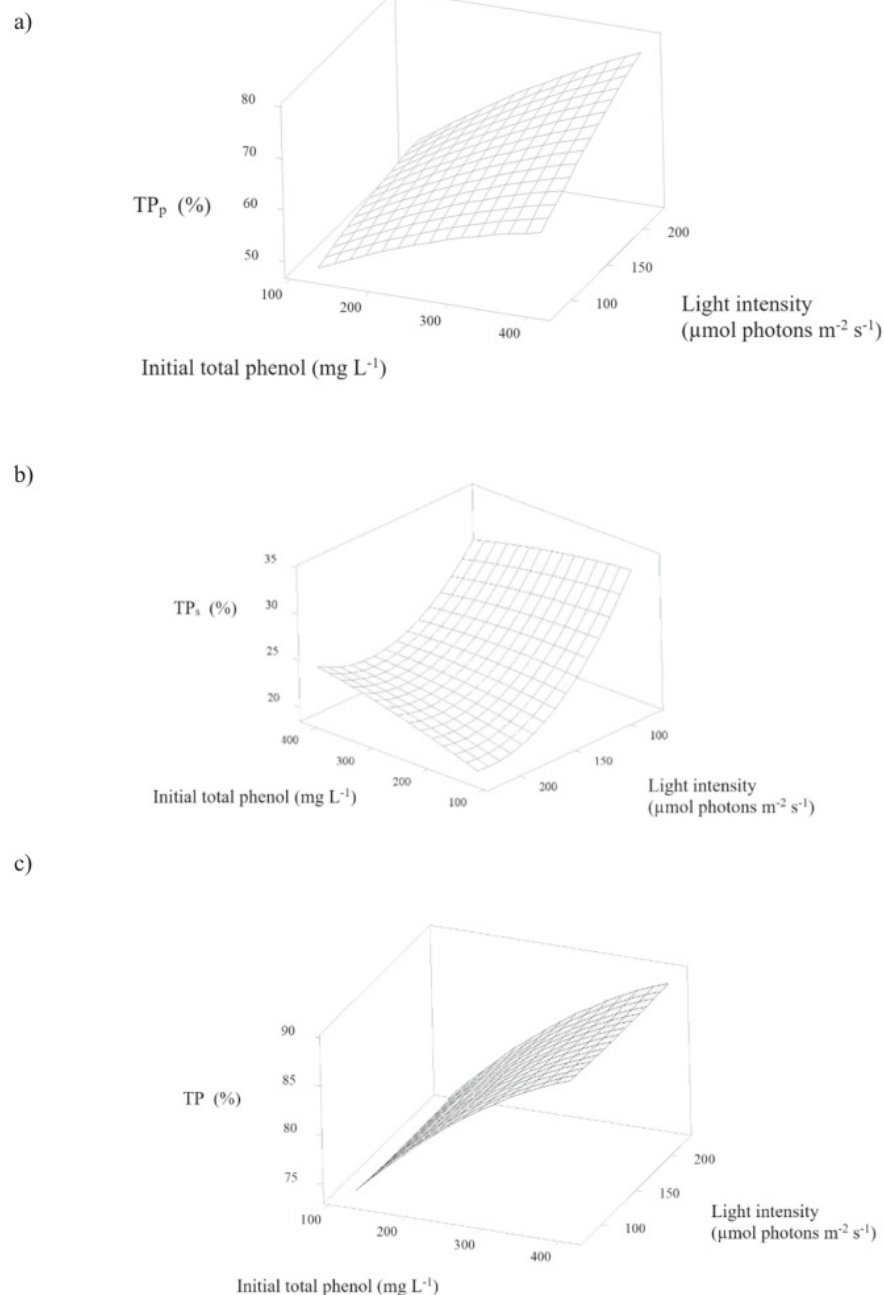 a)
80
70
TPp (%)
60
50
100
200
300
400
100
150
200
Light intensity
(µmol photons m-2 s-1)
Initial total phenol (mg L-1)
b)
35
30
TPs (%)
25
20
400
300
200
100
200
150
100
Initial total phenol (mg L-1)
Light intensity
(µmol photons m-2 s-1)
c)
90
85
TP (%)
80
75
100
200
300
400
100
150
200
Light intensity
(µmol photons m-2 s-1)
Initial total phenol (mg L-1)